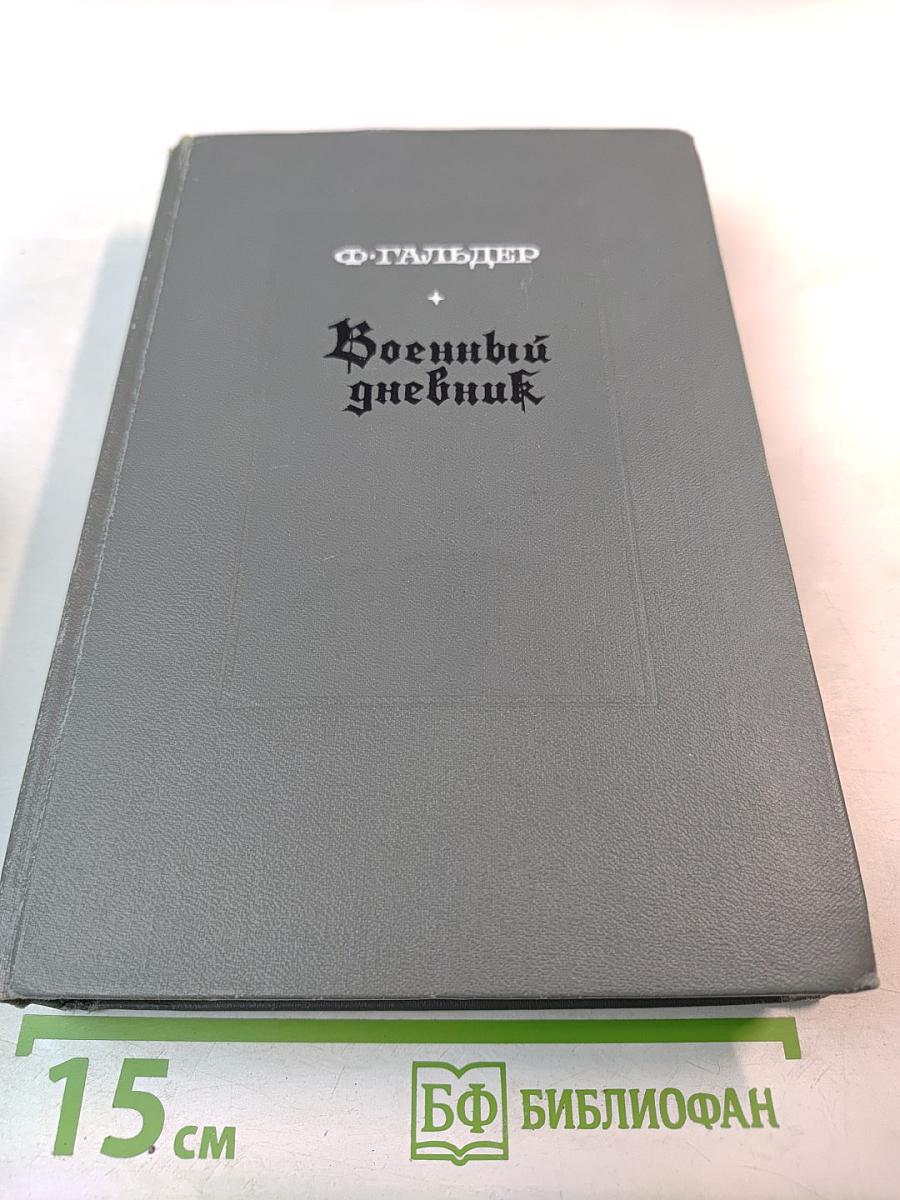 Ф·ГАЛЬДЕР
Военный
дневник
15 см
БФ БИБЛИОФАН